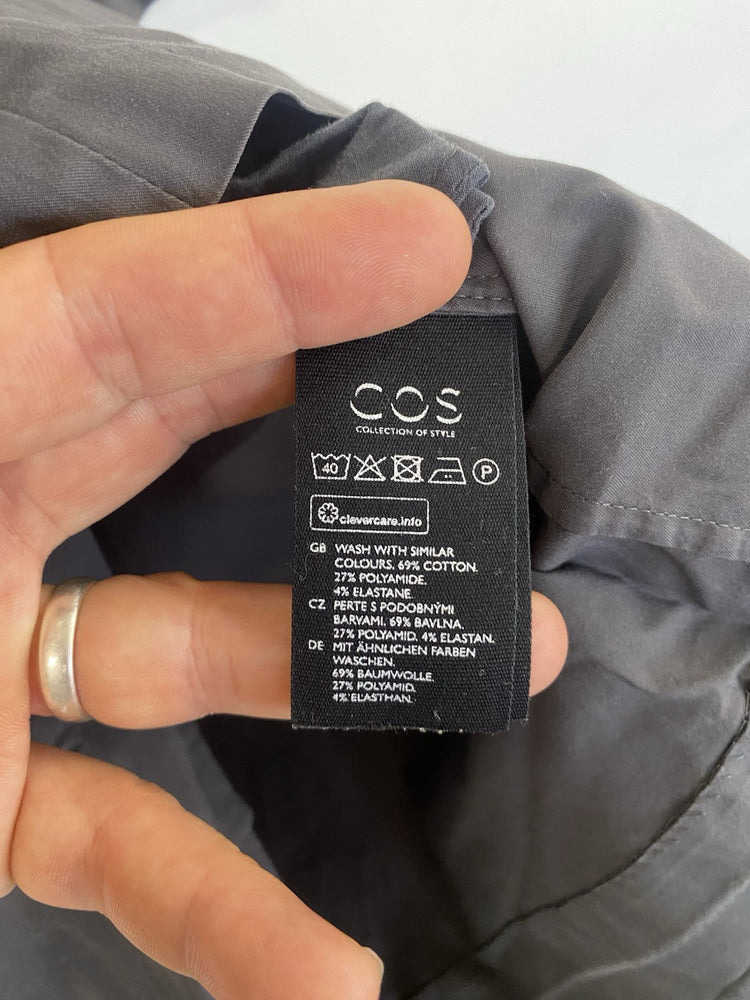 COS
COLLECTION OF STYLE
40 P
clevercare.info
GB WASH WITH SIMILAR
COLOURS. 69% COTTON.
27% POLYAMIDE.
4% ELASTANE
CZ PERTE S PODOBNÝMI
BARVAMI. 69% BAVLNA.
27% POLYAMID. 4% ELASTAN.
DE MIT ÄHNLICHEN FARBEN
WASCHEN.
69% BAUMWOLLE.
27% POLYAMID.
4% ELASTHAN.